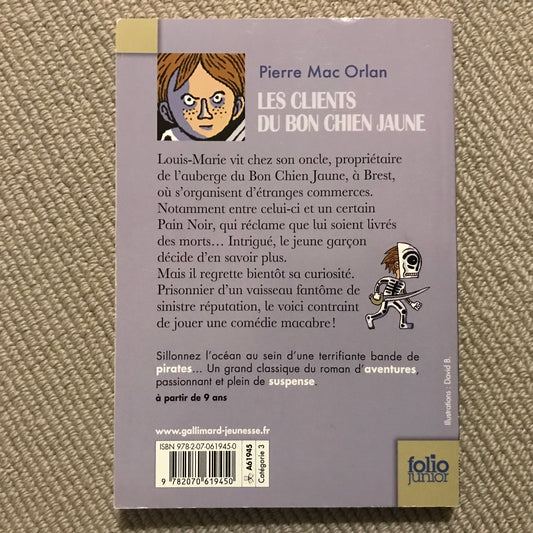 Pierre Mac Orlan
LES CLIENTS
DU BON CHIEN JAUNE
Louis-Marie vit chez son oncle, propriétaire
de l'auberge du Bon Chien Jaune, à Brest,
où s'organisent d'étranges commerces.
Notamment entre celui-ci et un certain
Pain Noir, qui réclame que lui soient livrés
des morts... Intrigué, le jeune garçon
décide d'en savoir plus.
Mais il regrette bientôt sa curiosité.
Prisonnier d'un vaisseau fantôme de
sinistre réputation, le voici contraint
de jouer une comédie macabre !
Sillonnez l'océan au sein d'une terrifiante bande de
pirates... Un grand classique du roman d'aventures,
passionnant et plein de suspense.
à partir de 9 ans
Illustrations : David B.
www.gallimard-jeunesse.fr
ISBN 978-2-07-061945-0
9 782070 619450
A61945
Catégorie 3
folio
junior